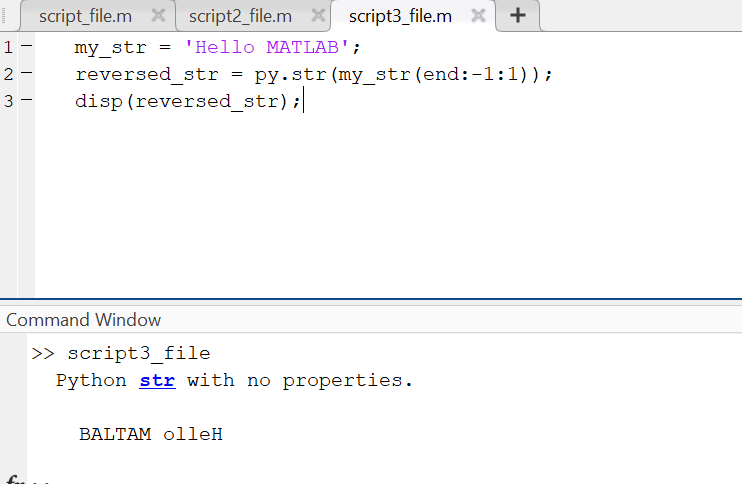 script_file.m × script2_file.m × script3_file.m × +
1 – my_str = 'Hello MATLAB';
2 – reversed_str = py.str(my_str(end:-1:1));
3 – disp(reversed_str);
Command Window
>> script3_file
Python str with no properties.
BALTAM olleH